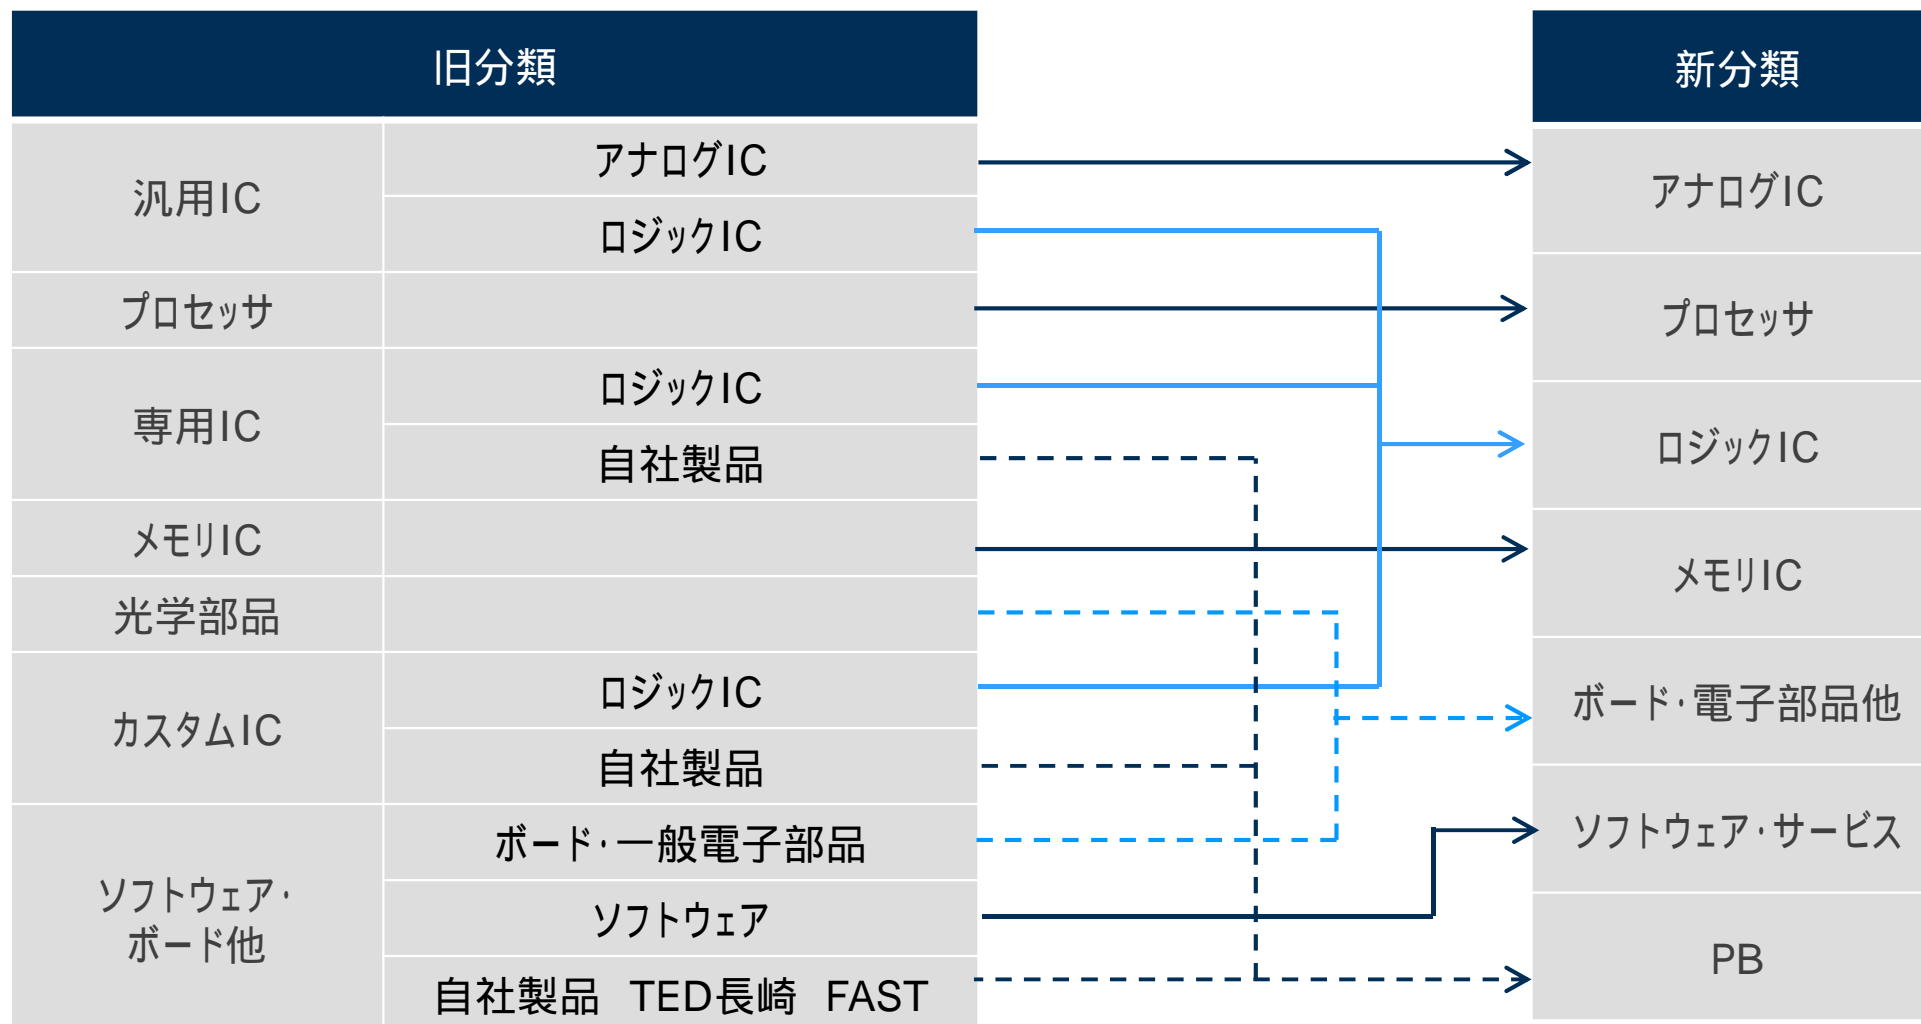 旧分類
新分類
汎用IC
アナログIC
ロジックIC
プロセッサ
専用IC
ロジックIC
自社製品
メモリIC
光学部品
カスタムIC
ロジックIC
自社製品
ソフトウェア・
ボード他
ボード・一般電子部品
ソフトウェア
自社製品 TED長崎 FAST
アナログIC
プロセッサ
ロジックIC
メモリIC
ボード・電子部品他
ソフトウェア・サービス
PB